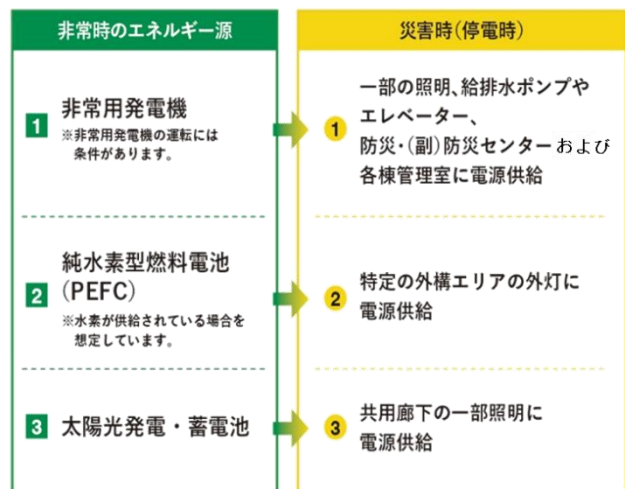 非常時のエネルギー源
災害時(停電時)
1
非常用発電機
※非常用発電機の運転には
条件があります。
1
一部の照明、給排水ポンプや
エレベーター、
防災・(副)防災センターおよび
各棟管理室に電源供給
2
純水素型燃料電池
(PEFC)
※水素が供給されている場合を
想定しています。
2
特定の外構エリアの外灯に
電源供給
3
太陽光発電・蓄電池
3
共用廊下の一部照明に
電源供給